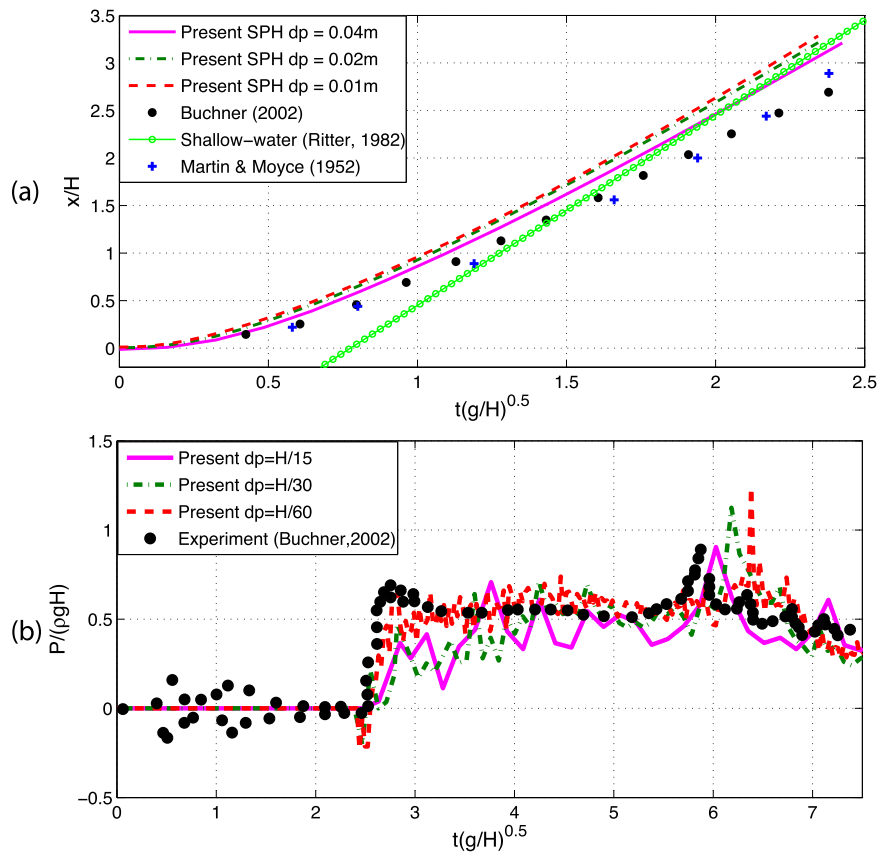 (a)
x/H
3.5
3
2.5
2
1.5
1
0.5
0
Present SPH dp = 0.04m
Present SPH dp = 0.02m
Present SPH dp = 0.01m
Buchner (2002)
Shallow−water (Ritter, 1982)
Martin & Moyce (1952)
0 0.5 1 1.5 2 2.5
t(g/H)^0.5
(b)
P/(ρgH)
1.5
1
0.5
0
−0.5
Present dp=H/15
Present dp=H/30
Present dp=H/60
Experiment (Buchner,2002)
0 1 2 3 4 5 6 7
t(g/H)^0.5